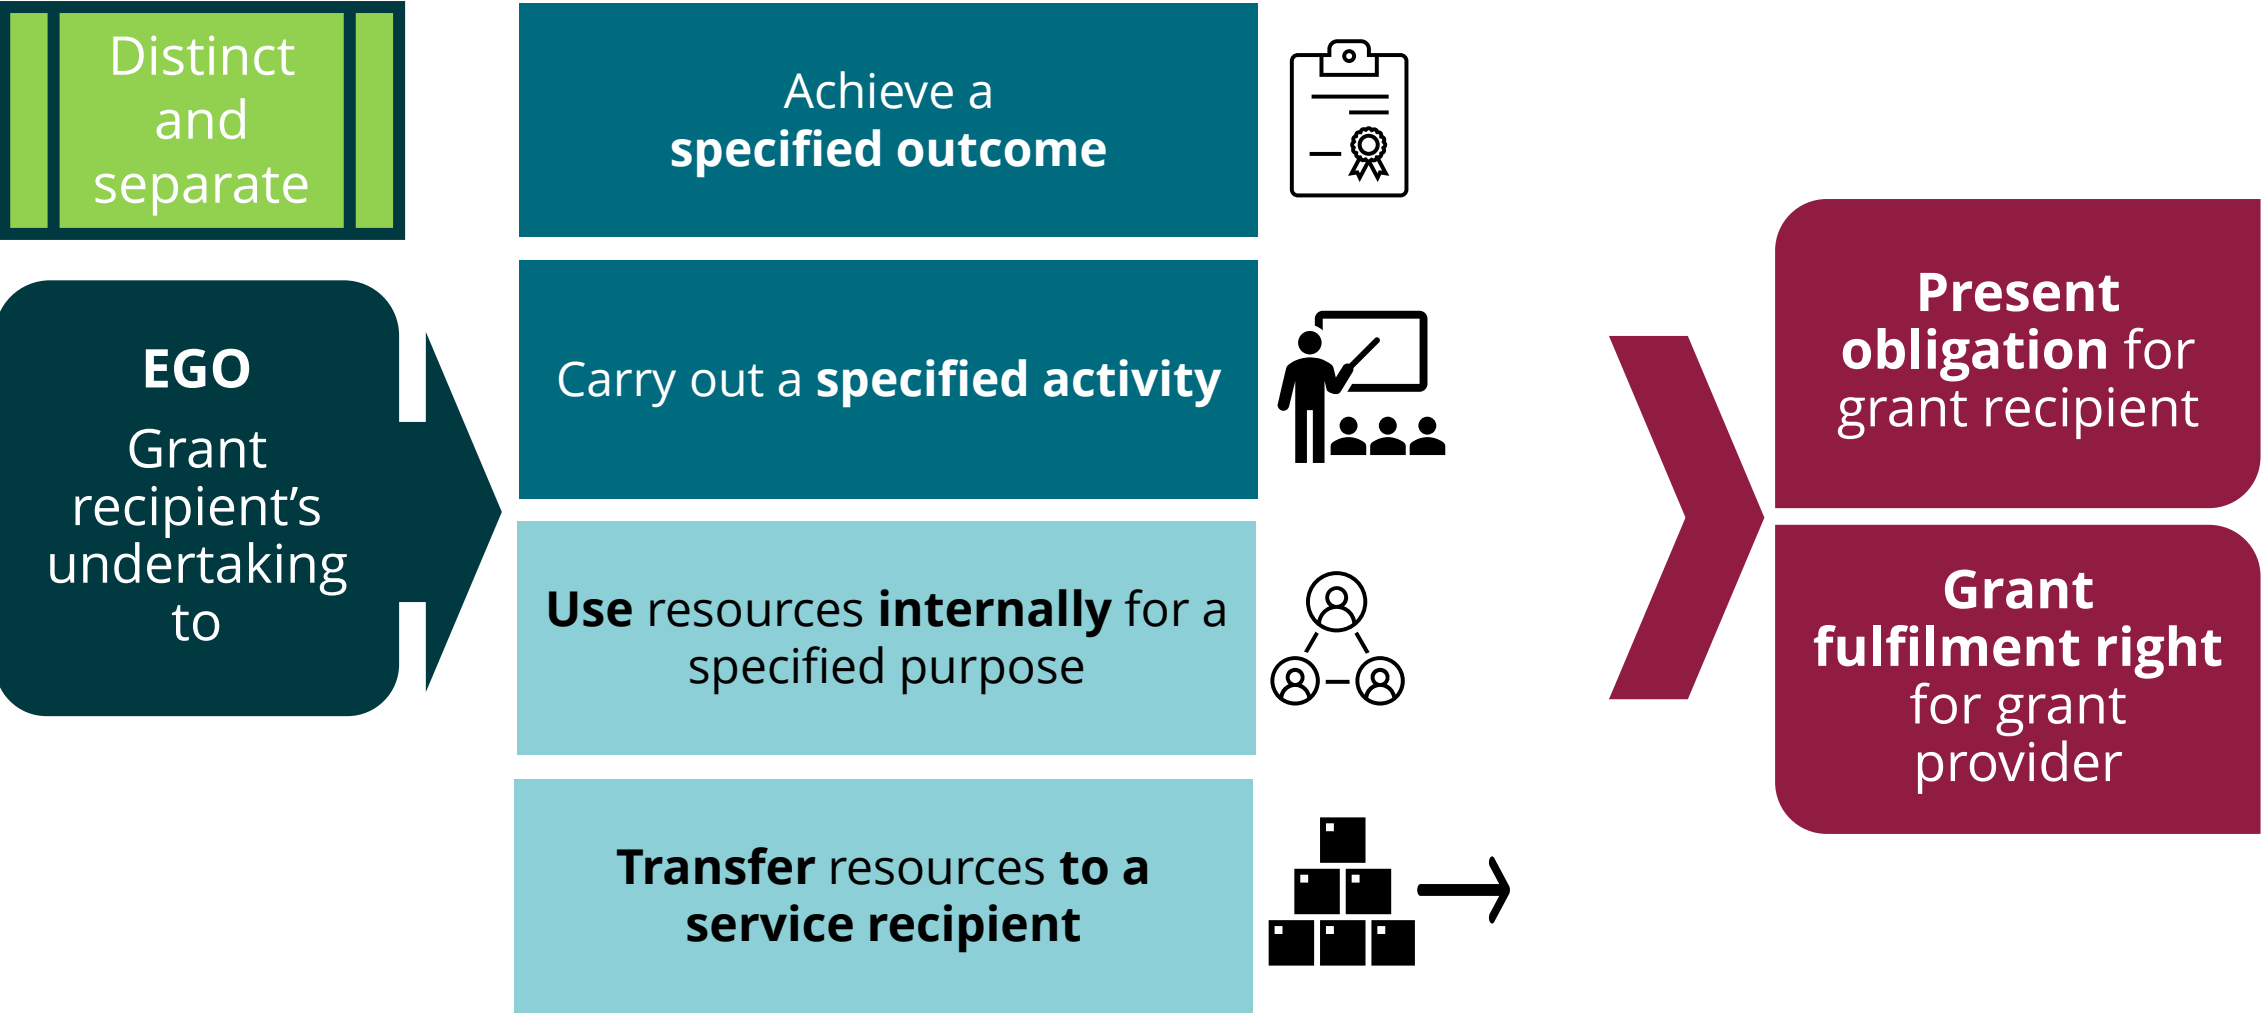 Distinct
and
separate
EGO
Grant
recipient’s
undertaking
to
Achieve a
specified outcome
Carry out a specified activity
Use resources internally for a
specified purpose
Transfer resources to a
service recipient
Present
obligation for
grant recipient
Grant
fulfilment right
for grant
provider